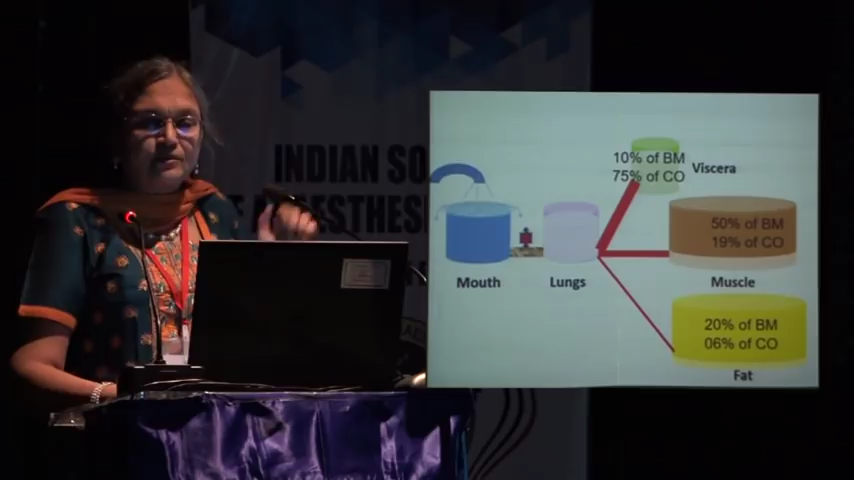 INDIAN SO
ESTHESI
10% of BM
75% of CO
Viscera
50% of BM
19% of CO
Mouth
Lungs
Muscle
20% of BM
06% of CO
Fat